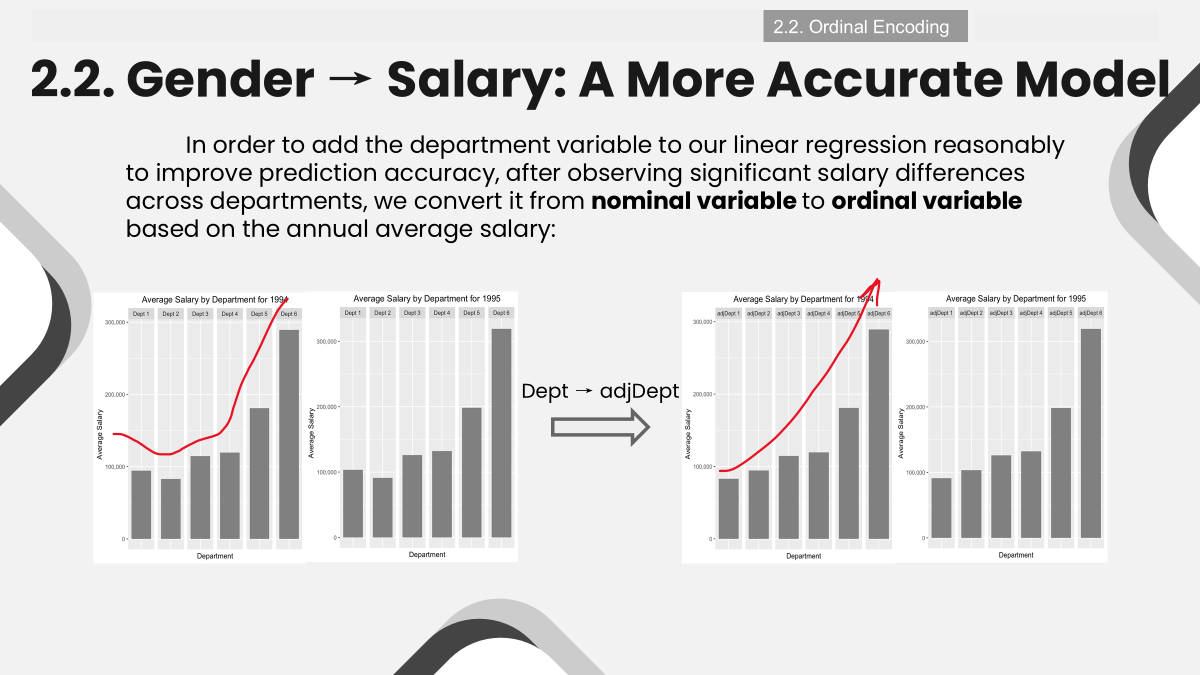 2.2. Ordinal Encoding
2.2. Gender → Salary: A More Accurate Model
In order to add the department variable to our linear regression reasonably
to improve prediction accuracy, after observing significant salary differences
across departments, we convert it from nominal variable to ordinal variable
based on the annual average salary:
Average Salary by Department for 1994
Dept 1 Dept 2 Dept 3 Dept 4 Dept 5 Dept 6
300,000
200,000
100,000
0
Average Salary
Department
Average Salary by Department for 1995
Dept 1 Dept 2 Dept 3 Dept 4 Dept 5 Dept 6
300,000
200,000
100,000
0
Average Salary
Department
Dept → adjDept
Average Salary by Department for 1994
adjDept 1 adjDept 2 adjDept 3 adjDept 4 adjDept 5 adjDept 6
300,000
200,000
100,000
0
Average Salary
Department
Average Salary by Department for 1995
adjDept 1 adjDept 2 adjDept 3 adjDept 4 adjDept 5 adjDept 6
300,000
200,000
100,000
0
Average Salary
Department